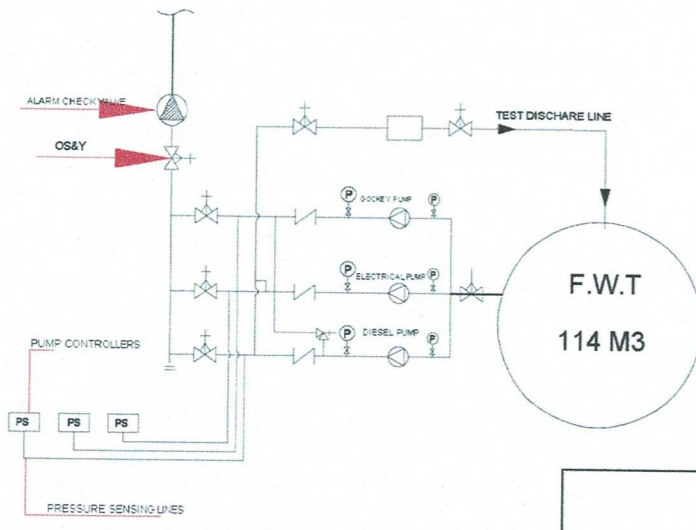 ALARM CHECK VALVE
OS&Y
TEST DISCHARE LINE
P
GOCKEY PUMP
P
P
ELECTRICAL PUMP
P
P
DIESEL PUMP
P
F.W.T
114 M3
PUMP CONTROLLERS
PS
PS
PS
PRESSURE SENSING LINES